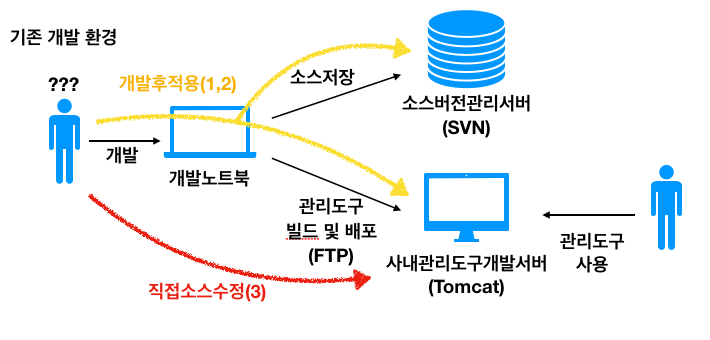 기존 개발 환경
???
개발후적용(1,2)
소스저장
소스버전관리서버
(SVN)
개발
개발노트북
관리도구
빌드 및 배포
(FTP)
사내관리도구개발서버
(Tomcat)
관리도구
사용
직접소스수정(3)